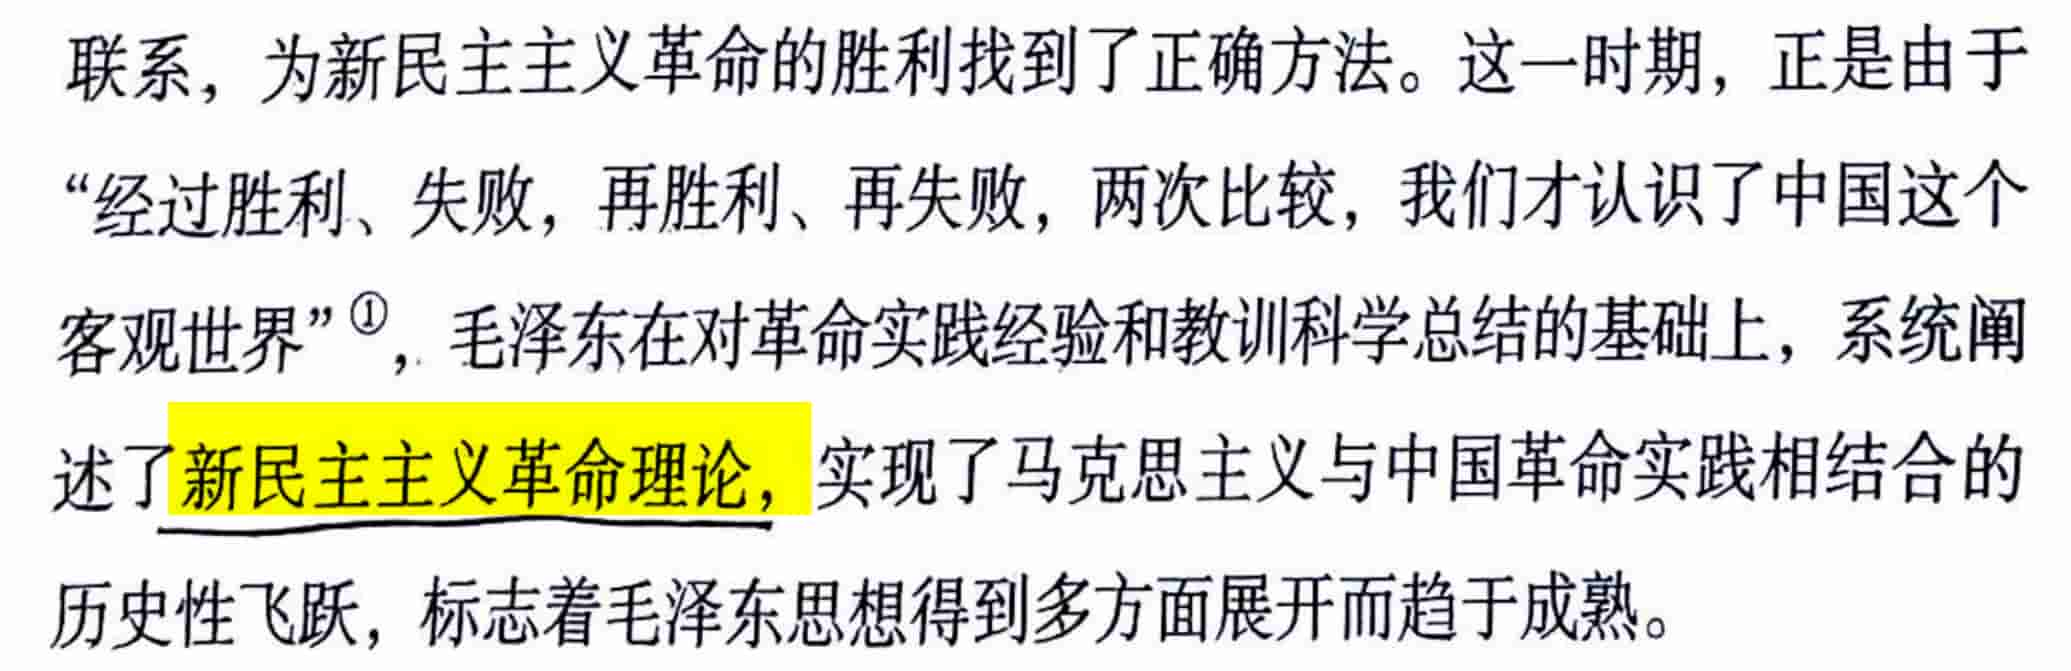 联系，为新民主主义革命的胜利找到了正确方法。这一时期，正是由于
“经过胜利、失败，再胜利、再失败，两次比较，我们才认识了中国这个
客观世界”①，毛泽东在对革命实践经验和教训科学总结的基础上，系统阐
述了新民主主义革命理论，实现了马克思主义与中国革命实践相结合的
历史性飞跃，标志着毛泽东思想得到多方面展开而趋于成熟。